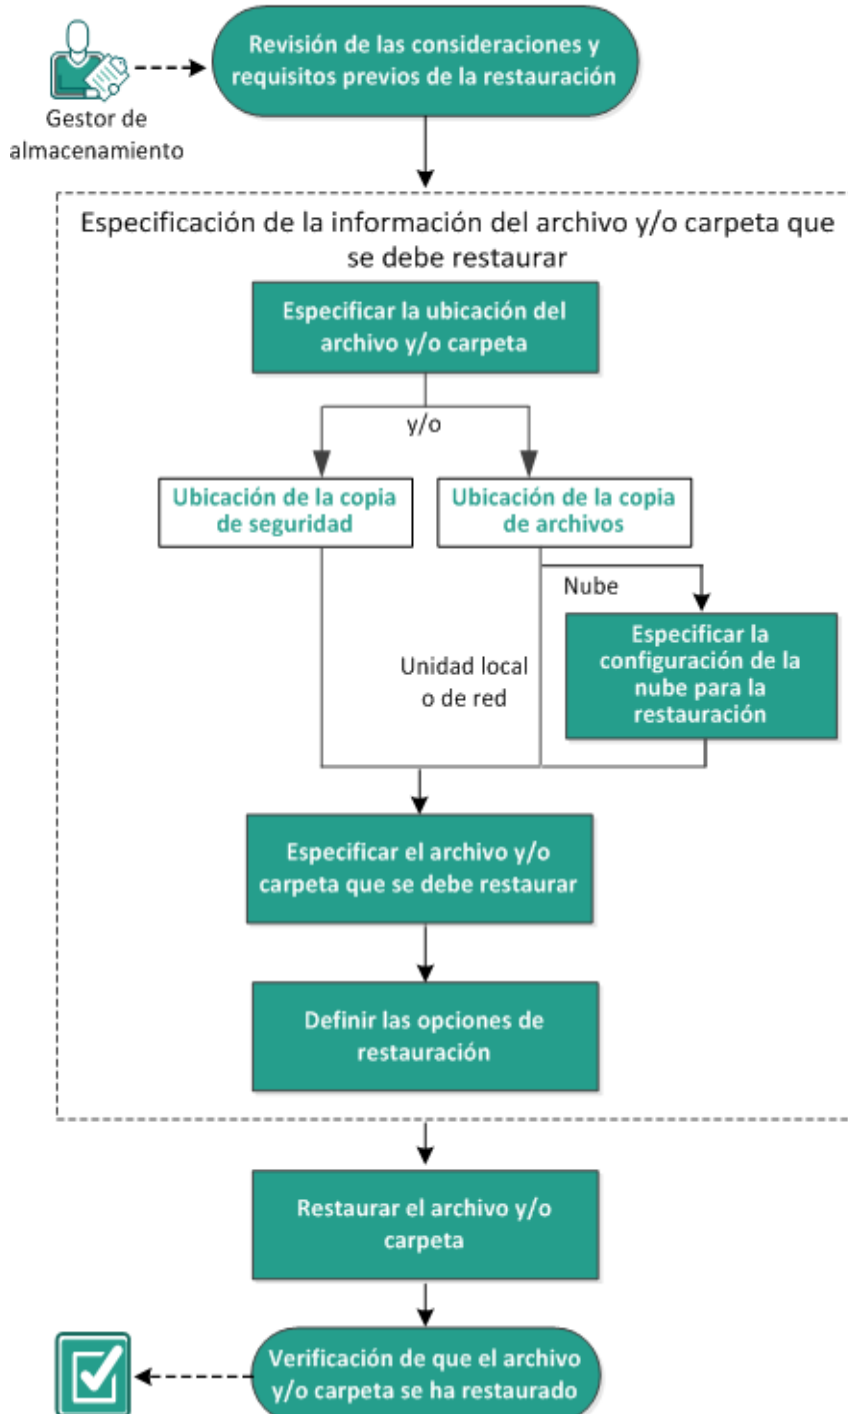 Revisión de las consideraciones y
requisitos previos de la restauración
Gestor de
almacenamiento
Especificación de la información del archivo y/o carpeta que
se debe restaurar
Especificar la ubicación del
archivo y/o carpeta
y/o
Ubicación de la copia
de seguridad
Ubicación de la copia
de archivos
Nube
Especificar la
configuración de la
nube para la
restauración
Unidad local
o de red
Especificar el archivo y/o
carpeta que se debe restaurar
Definir las opciones de
restauración
Restaurar el archivo y/o
carpeta
Verificación de que el archivo
y/o carpeta se ha restaurado